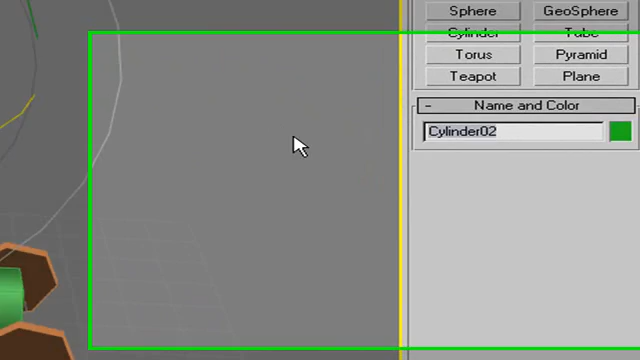 Sphere GeoSphere
Cylinder Tube
Torus Pyramid
Teapot Plane
- Name and Color
Cylinder02